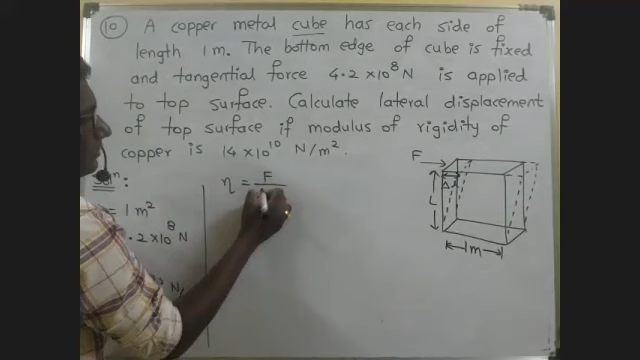 10 A copper metal cube has each side of
length 1m. The bottom edge of cube is fixed
and tangential force 4.2 ×10⁸ N is applied
to top surface. Calculate lateral displacement
of top surface if modulus of rigidity of
copper is 14 ×10¹⁰ N/m².
Solⁿ :
= 1 m²
.2 ×10⁸ N
N/
η = F
F
L
1m